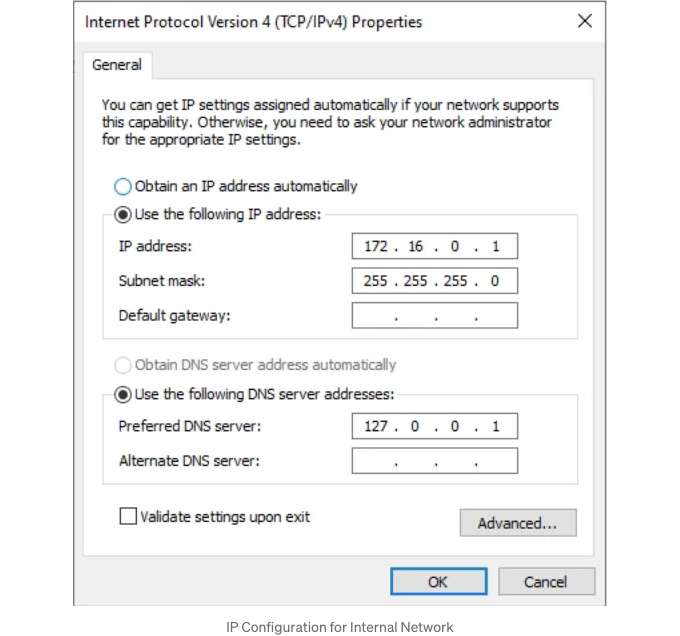 Internet Protocol Version 4 (TCP/IPv4) Properties
General
You can get IP settings assigned automatically if your network supports
this capability. Otherwise, you need to ask your network administrator
for the appropriate IP settings.
Obtain an IP address automatically
Use the following IP address:
IP address: 172 . 16 . 0 . 1
Subnet mask: 255 . 255 . 255 . 0
Default gateway: . . .
Obtain DNS server address automatically
Use the following DNS server addresses:
Preferred DNS server: 127 . 0 . 0 . 1
Alternate DNS server: . . .
Validate settings upon exit
Advanced...
OK Cancel
IP Configuration for Internal Network